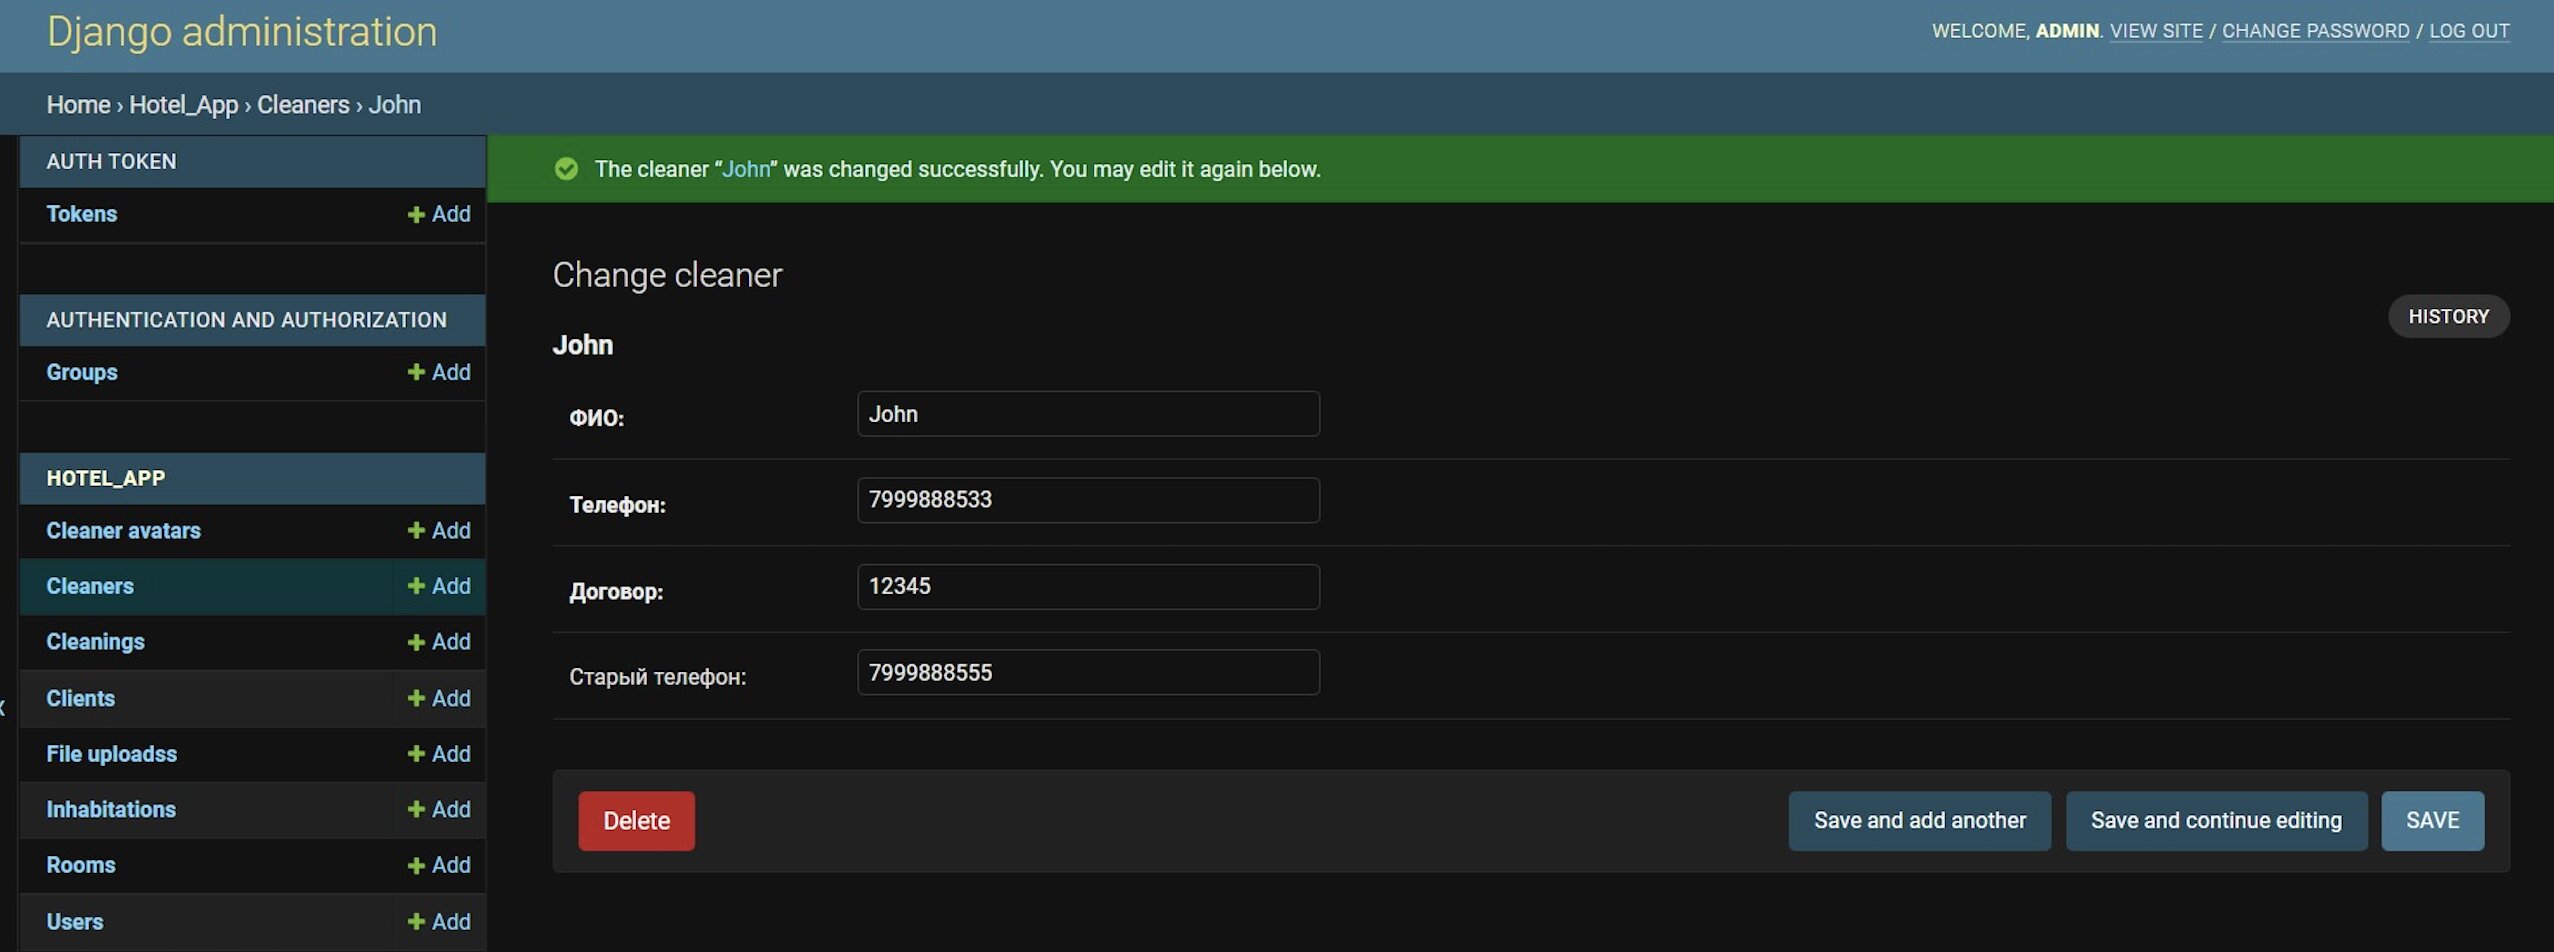 Django administration
WELCOME, ADMIN. VIEW SITE / CHANGE PASSWORD / LOG OUT
Home › Hotel_App › Cleaners › John
AUTH TOKEN
Tokens + Add
AUTHENTICATION AND AUTHORIZATION
Groups + Add
HOTEL_APP
Cleaner avatars + Add
Cleaners + Add
Cleanings + Add
Clients + Add
File uploadss + Add
Inhabitations + Add
Rooms + Add
Users + Add
The cleaner “John” was changed successfully. You may edit it again below.
Change cleaner
HISTORY
John
ФИО: John
Телефон: 7999888533
Договор: 12345
Старый телефон: 7999888555
Delete Save and add another Save and continue editing SAVE